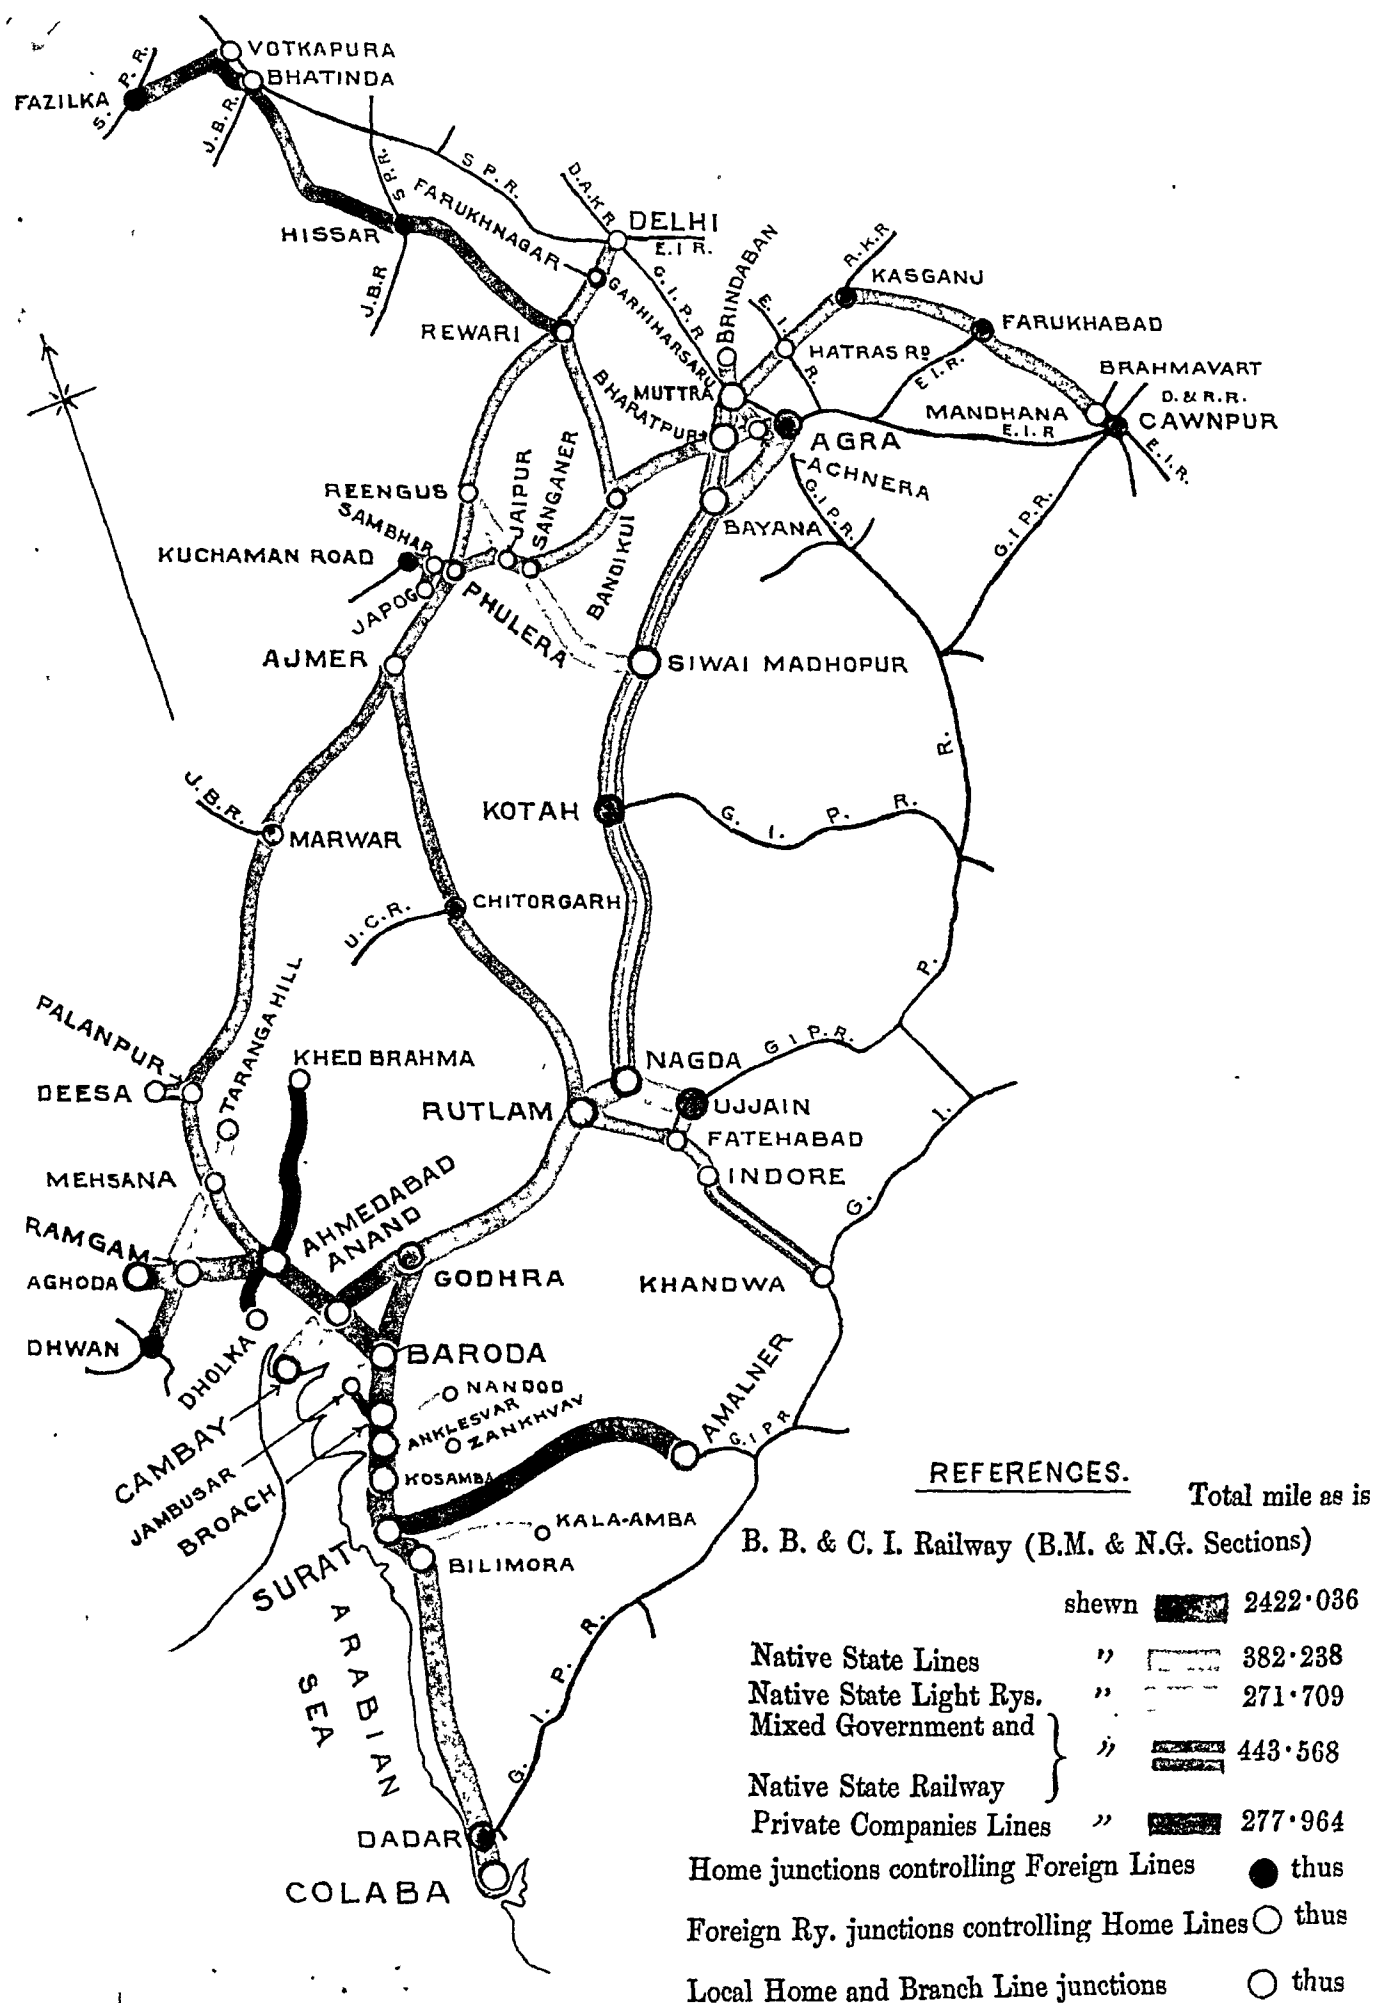 VOTKAPURA
BHATINDA
S. P. R.
FAZILKA
J.B.R.
S.P.R.
S P. R.
D.A.K R
DELHI
E.I R.
FARUKHNAGAR
HISSAR
J.B.R
G.I.P.R
GARHIHARSARU
BRINDABAN
R.K.R
KASGANJ
E. I. R.
REWARI
HATRAS RD
FARUKHABAD
E I.R.
BRAHMAVART
D. & R.R.
MUTTRA
MANDHANA
E.I.R
CAWNPUR
E.I.R.
BHARATPUR
AGRA
ACHNERA
G.I P.R.
G.I P.R.
REENGUS
JAIPUR
SANGANER
BAYANA
SAMBHAR
KUCHAMAN ROAD
BANDIKUI
JAPOG
PHULERA
AJMER
SIWAI MADHOPUR
R.
J.B.R.
KOTAH
G. I. P. R.
MARWAR
CHITORGARH
U.C.R.
P.
TARANGA HILL
PALANPUR
KHED BRAHMA
NAGDA
G I P.R.
DEESA
RUTLAM
UJJAIN
I.
FATEHABAD
MEHSANA
INDORE
G.
AHMEDABAD
ANAND
RAMGAM
AGHODA
GODHRA
KHANDWA
DHWAN
DHOLKA
BARODA
NANDOD
AMALNER
ANKLESVAR
ZANKHVAV
G.I P R
CAMBAY
JAMBUSAR
BROACH
KOSAMBA
KALA-AMBA
SURAT
BILIMORA
ARABIAN
SEA
G. I. P. R.
DADAR
COLABA
REFERENCES.
Total mile as is
B. B. & C. I. Railway (B.M. & N.G. Sections)
shewn 2422·036
Native State Lines " 382·238
Native State Light Rys. " 271·709
Mixed Government and
" 443·568
Native State Railway
Private Companies Lines " 277·964
Home junctions controlling Foreign Lines thus
Foreign Ry. junctions controlling Home Lines thus
Local Home and Branch Line junctions thus